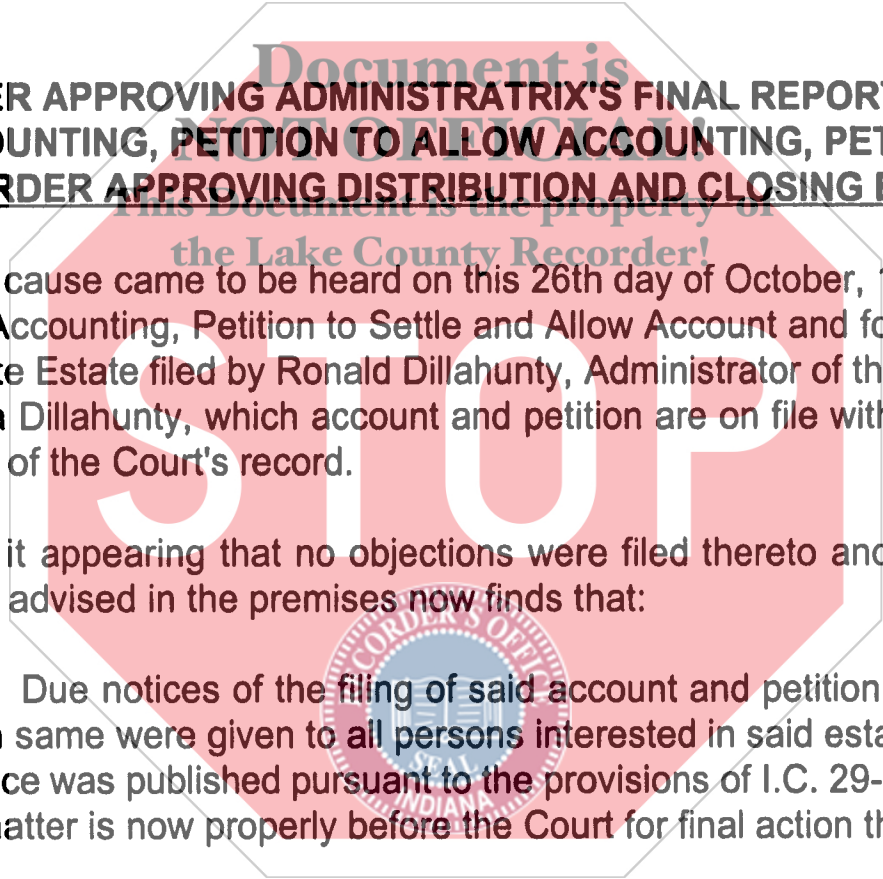 Document is
ER APPROVING ADMINISTRATRIX'S FINAL REPORT
NOT OFFICIAL!
OUNTING, PETITION TO ALLOW ACCOUNTING, PET
RDER APPROVING DISTRIBUTION AND CLOSING E
This Document is the property of
the Lake County Recorder!
cause came to be heard on this 26th day of October, 1
Accounting, Petition to Settle and Allow Account and fo
te Estate filed by Ronald Dillahunty, Administrator of th
a Dillahunty, which account and petition are on file with
of the Court's record.
STOP
it appearing that no objections were filed thereto and
advised in the premises now finds that:
RECORDER'S OFFICE
Due notices of the filing of said account and petition
n same were given to all persons interested in said esta
SEAL
ce was published pursuant to the provisions of I.C. 29-
INDIANA
natter is now properly before the Court for final action th